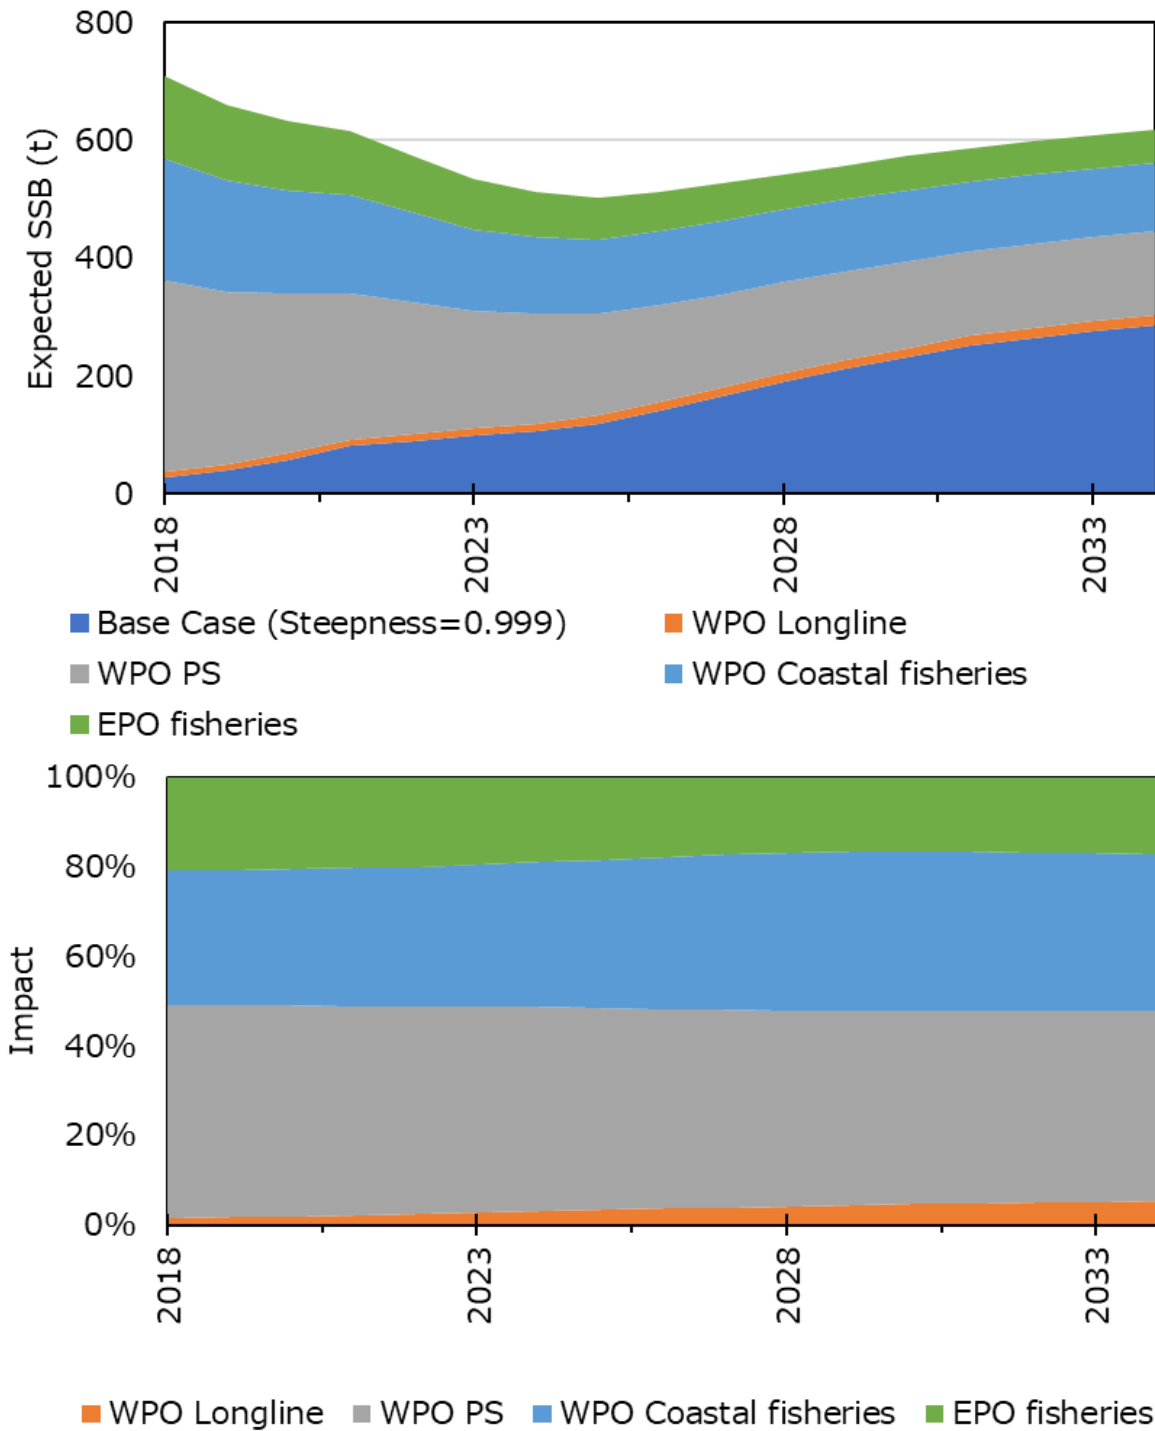 800
600
400
200
0
Expected SSB (t)
2018
2023
2028
2033
Base Case (Steepness=0.999)
WPO Longline
WPO PS
WPO Coastal fisheries
EPO fisheries
100%
80%
60%
40%
20%
0%
Impact
2018
2023
2028
2033
WPO Longline
WPO PS
WPO Coastal fisheries
EPO fisheries